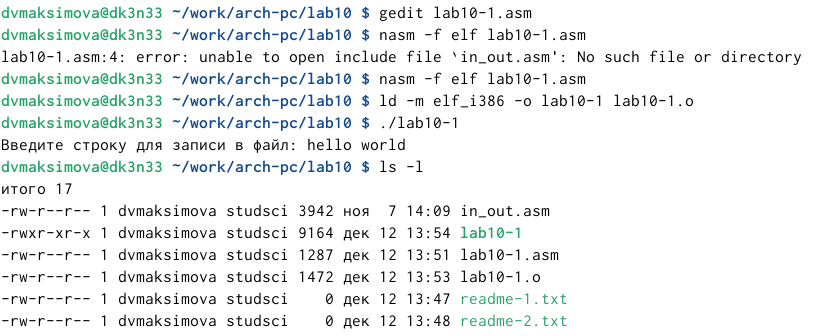 dvmaksimova@dk3n33 ~/work/arch-pc/lab10 $ gedit lab10-1.asm
dvmaksimova@dk3n33 ~/work/arch-pc/lab10 $ nasm -f elf lab10-1.asm
lab10-1.asm:4: error: unable to open include file `in_out.asm': No such file or directory
dvmaksimova@dk3n33 ~/work/arch-pc/lab10 $ nasm -f elf lab10-1.asm
dvmaksimova@dk3n33 ~/work/arch-pc/lab10 $ ld -m elf_i386 -o lab10-1 lab10-1.o
dvmaksimova@dk3n33 ~/work/arch-pc/lab10 $ ./lab10-1
Введите строку для записи в файл: hello world
dvmaksimova@dk3n33 ~/work/arch-pc/lab10 $ ls -l
итого 17
-rw-r--r-- 1 dvmaksimova studsci 3942 ноя  7 14:09 in_out.asm
-rwxr-xr-x 1 dvmaksimova studsci 9164 дек 12 13:54 lab10-1
-rw-r--r-- 1 dvmaksimova studsci 1287 дек 12 13:51 lab10-1.asm
-rw-r--r-- 1 dvmaksimova studsci 1472 дек 12 13:53 lab10-1.o
-rw-r--r-- 1 dvmaksimova studsci    0 дек 12 13:47 readme-1.txt
-rw-r--r-- 1 dvmaksimova studsci    0 дек 12 13:48 readme-2.txt